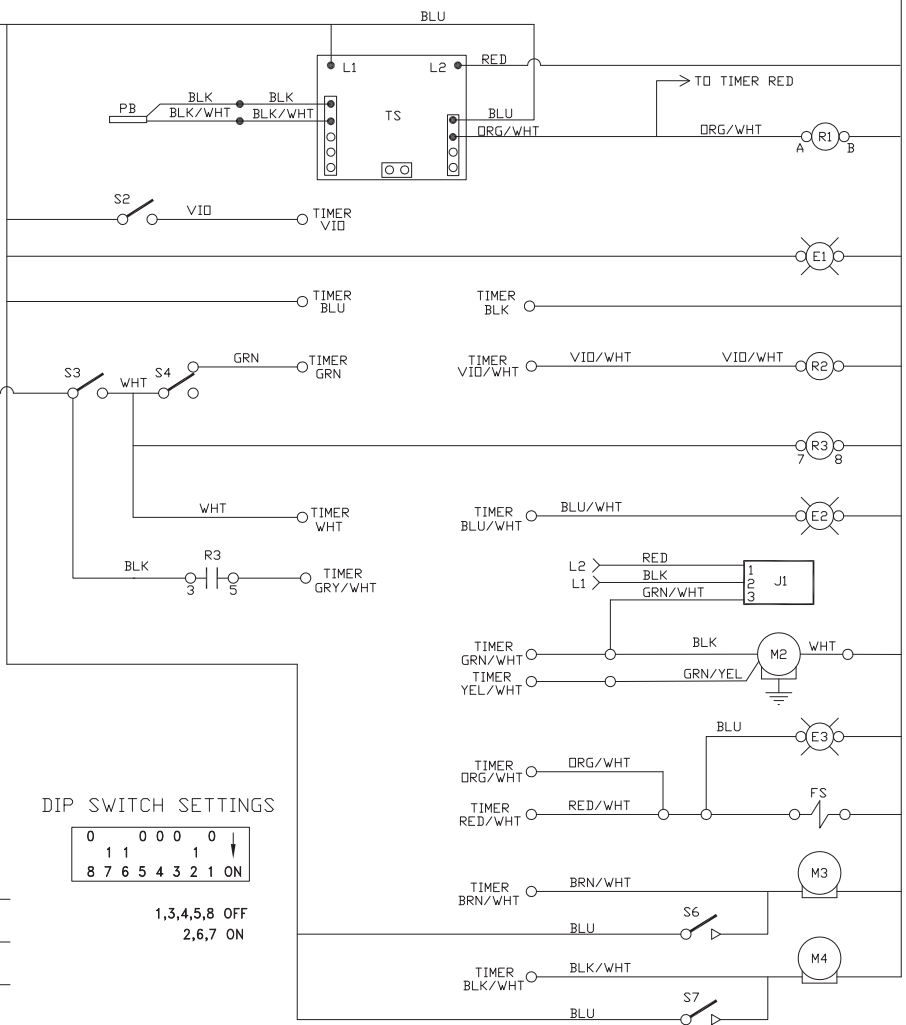 BLU
L1
L2
RED
TO TIMER RED
PB
BLK
BLK
BLK/WHT
BLK/WHT
TS
BLU
ORG/WHT
ORG/WHT
R1
A
B
S2
VIO
TIMER
VIO
E1
TIMER
BLU
TIMER
BLK
S3
WHT
S4
GRN
TIMER
GRN
TIMER
VIO/WHT
VIO/WHT
VIO/WHT
R2
R3
7
8
WHT
TIMER
WHT
TIMER
BLU/WHT
BLU/WHT
E2
BLK
R3
3
5
TIMER
GRY/WHT
L2
RED
1
L1
BLK
2
J1
GRN/WHT
3
TIMER
GRN/WHT
BLK
M2
WHT
TIMER
YEL/WHT
GRN/YEL
BLU
E3
TIMER
ORG/WHT
ORG/WHT
TIMER
RED/WHT
RED/WHT
FS
DIP SWITCH SETTINGS
0 0 0 0 0
1 1 1
8 7 6 5 4 3 2 1 ON
1,3,4,5,8 OFF
2,6,7 ON
TIMER
BRN/WHT
BRN/WHT
M3
BLU
S6
TIMER
BLK/WHT
BLK/WHT
M4
BLU
S7